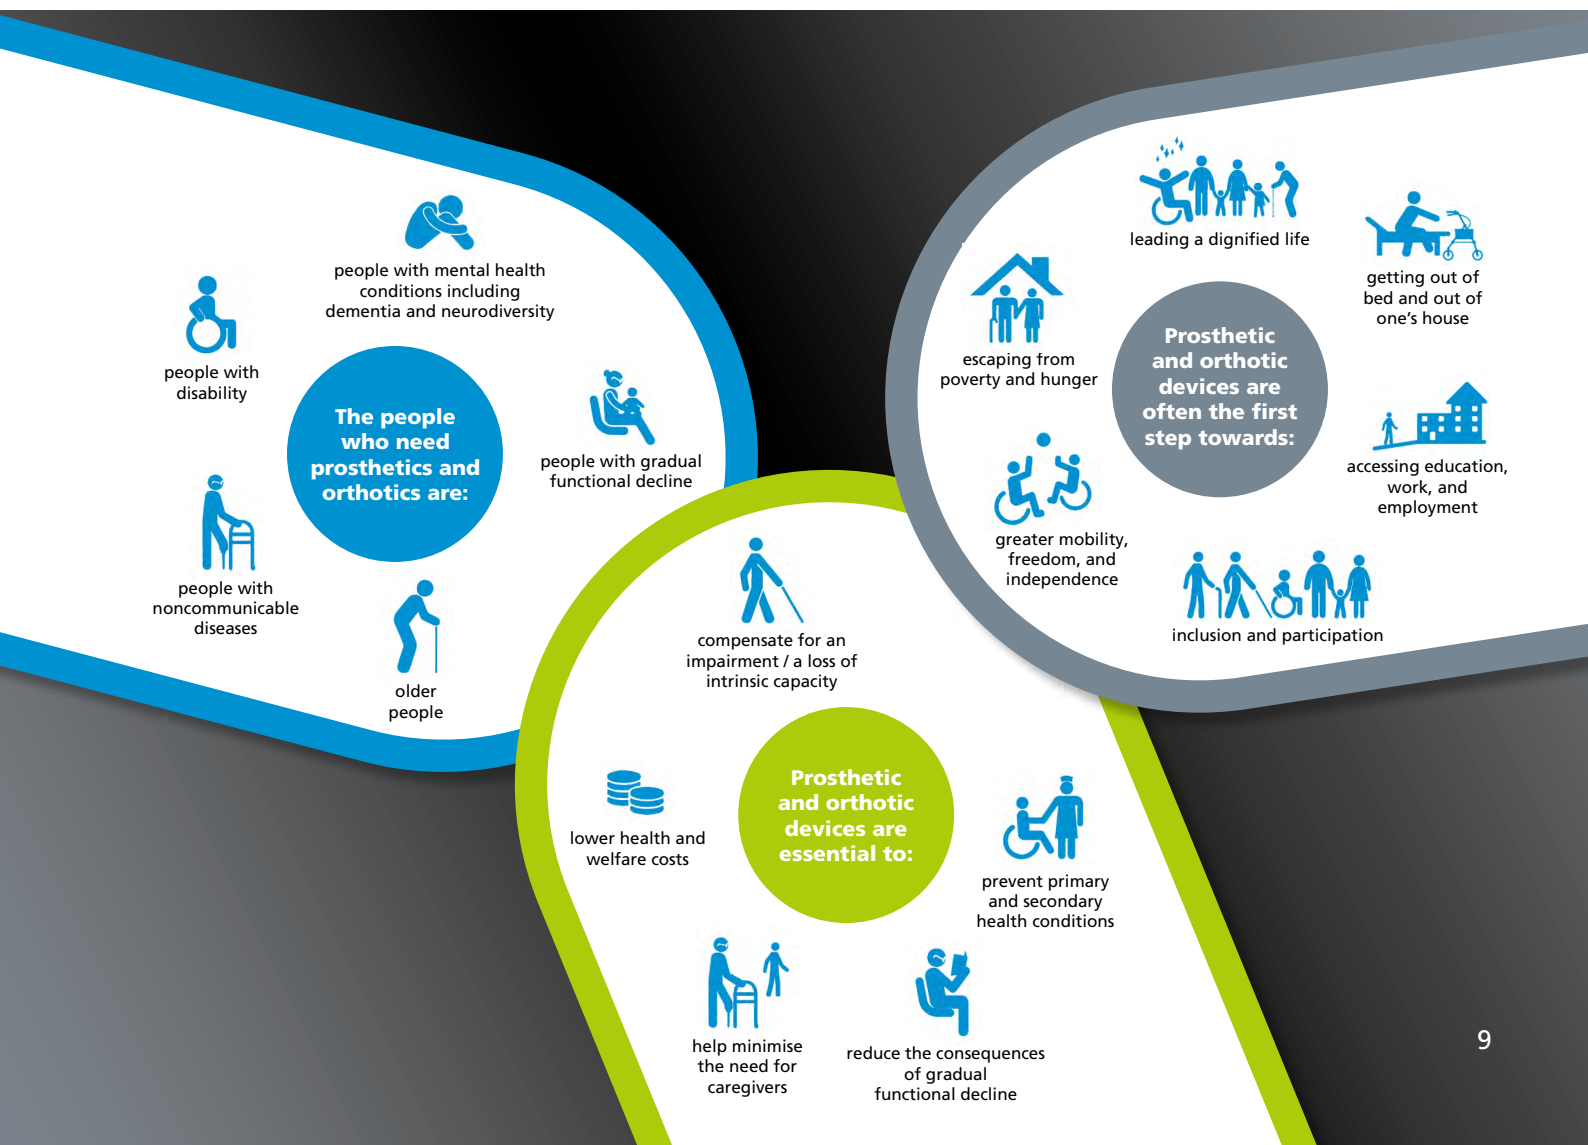 The people
who need
prosthetics and
orthotics are:
people with mental health
conditions including
dementia and neurodiversity
people with
disability
people with gradual
functional decline
people with
noncommunicable
diseases
older
people
Prosthetic
and orthotic
devices are
essential to:
compensate for an
impairment / a loss of
intrinsic capacity
lower health and
welfare costs
prevent primary
and secondary
health conditions
help minimise
the need for
caregivers
reduce the consequences
of gradual
functional decline
Prosthetic
and orthotic
devices are
often the first
step towards:
leading a dignified life
getting out of
bed and out of
one's house
escaping from
poverty and hunger
accessing education,
work, and
employment
greater mobility,
freedom, and
independence
inclusion and participation
9